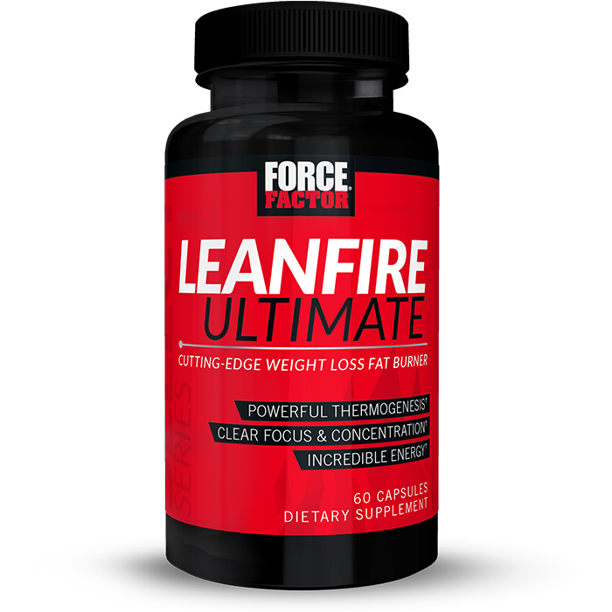 FORCE®
FACTOR
LEANFIRE
ULTIMATE
CUTTING-EDGE WEIGHT LOSS FAT BURNER
POWERFUL THERMOGENESIS†
CLEAR FOCUS & CONCENTRATION†
INCREDIBLE ENERGY†
60 CAPSULES
DIETARY SUPPLEMENT
SERIES